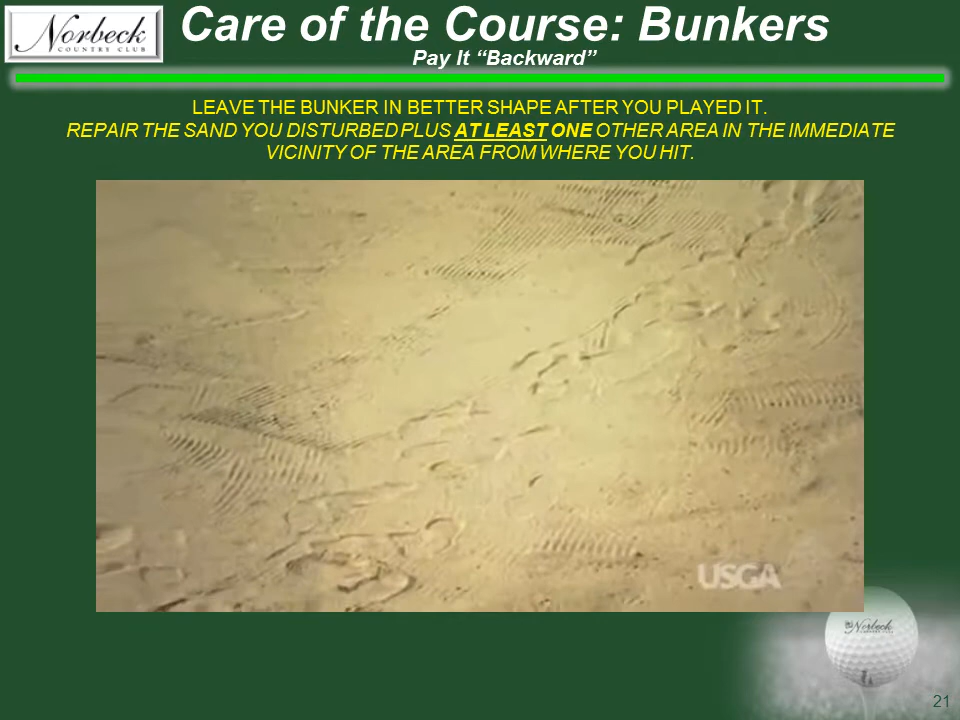 Norbeck
COUNTRY CLUB
Care of the Course: Bunkers
Pay It “Backward”
LEAVE THE BUNKER IN BETTER SHAPE AFTER YOU PLAYED IT.
REPAIR THE SAND YOU DISTURBED PLUS AT LEAST ONE OTHER AREA IN THE IMMEDIATE
VICINITY OF THE AREA FROM WHERE YOU HIT.
USGA
Norbeck
21